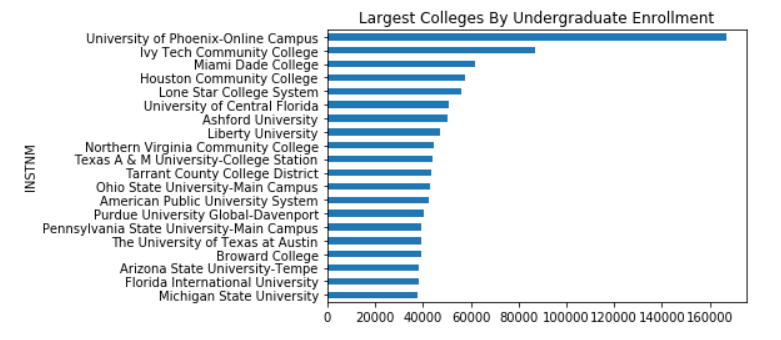 Largest Colleges By Undergraduate Enrollment
University of Phoenix-Online Campus
Ivy Tech Community College
Miami Dade College
Houston Community College
Lone Star College System
University of Central Florida
Ashford University
Liberty University
Northern Virginia Community College
Texas A & M University-College Station
Tarrant County College District
Ohio State University-Main Campus
American Public University System
Purdue University Global-Davenport
Pennsylvania State University-Main Campus
The University of Texas at Austin
Broward College
Arizona State University-Tempe
Florida International University
Michigan State University
INSTNM
0 20000 40000 60000 80000 100000 120000 140000 160000